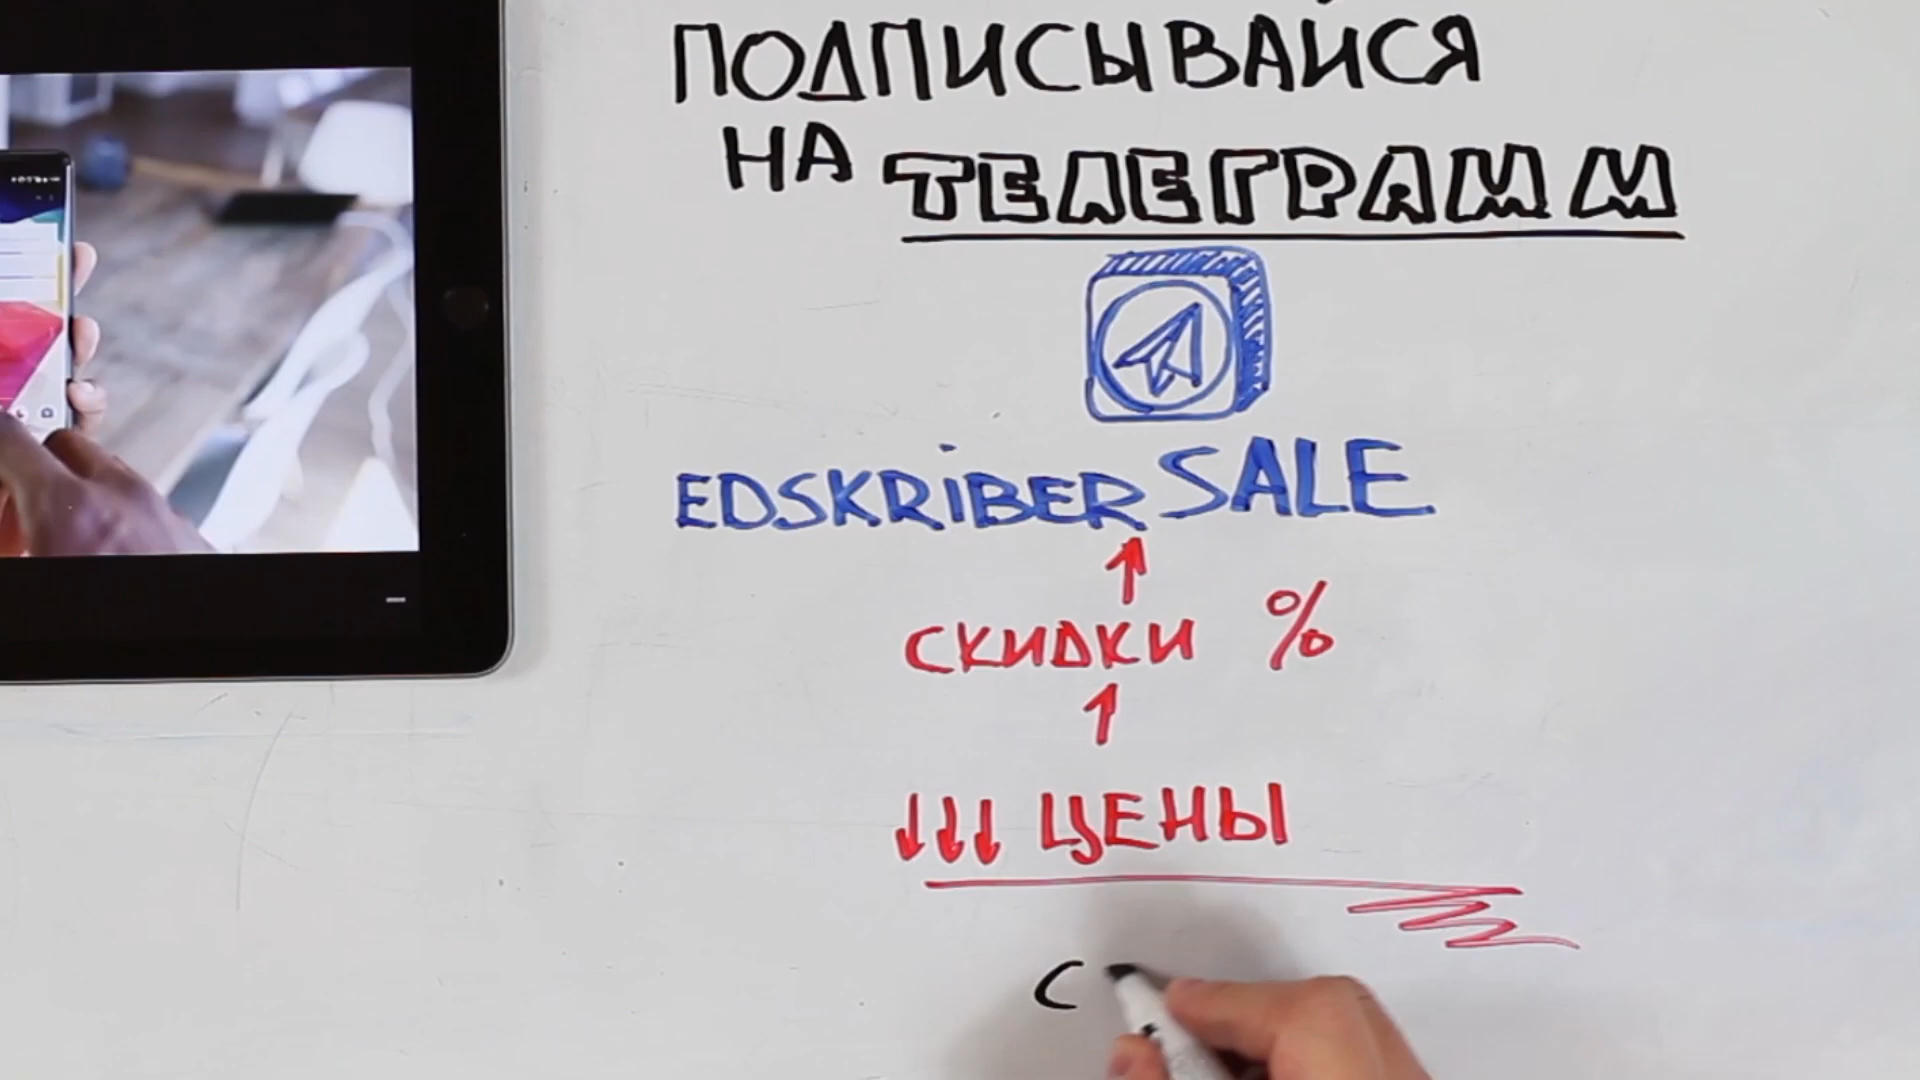 ПОДПИСЫВАЙСЯ
НА ТЕЛЕГРАММ
EDSKRiBER SALE
СКИДКИ %
ЦЕНЫ
С